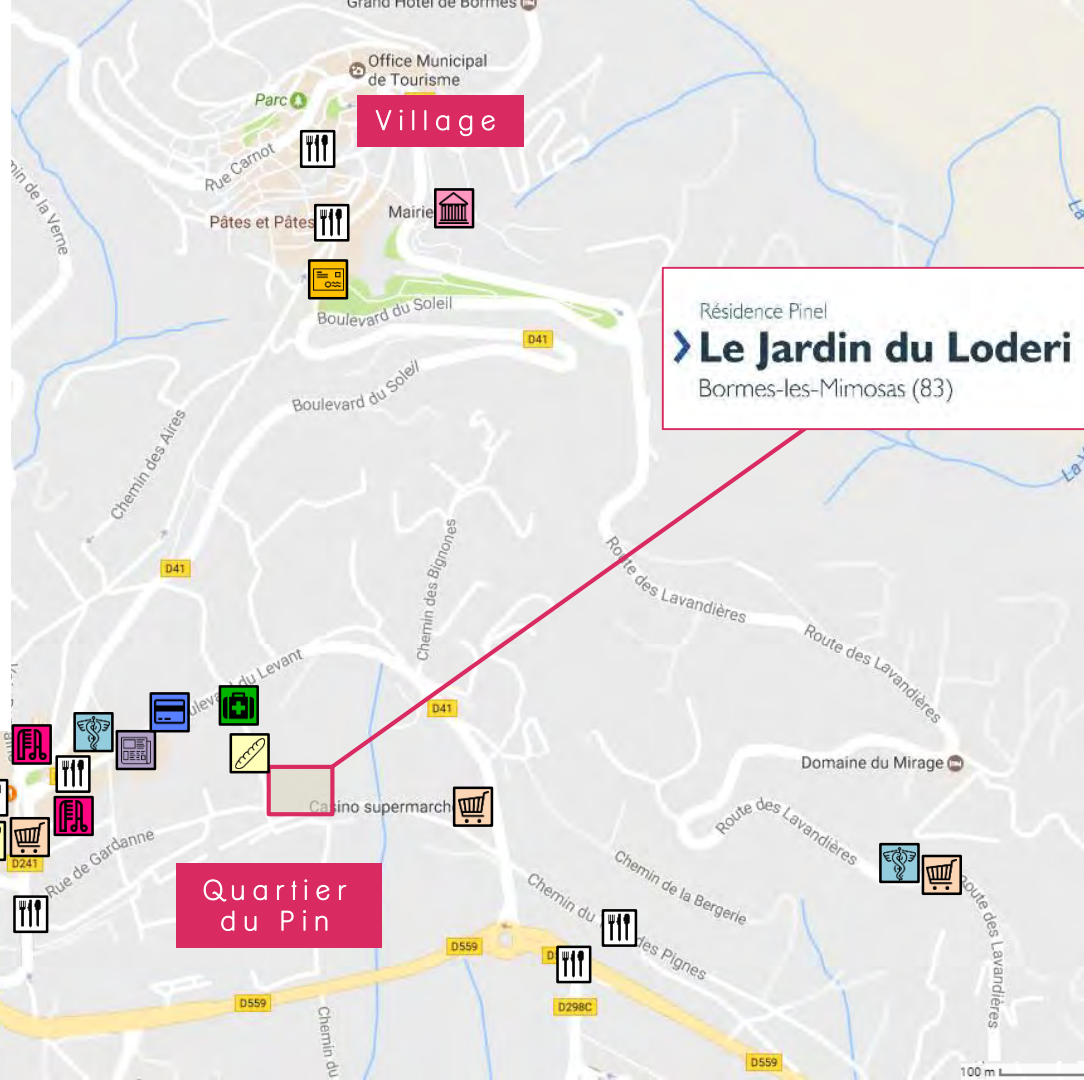 Grand Hôtel de Bormes
Office Municipal
de Tourisme
Parc
Village
Rue Carnot
Pâtes et Pâtes
Mairie
Boulevard du Soleil
D41
Boulevard du Soleil
Résidence Pinel
Le Jardin du Loderi
Bormes-les-Mimosas (83)
Chemin des Aires
D41
Chemin des Bignones
Route des Lavandières
Route des Lavandières
du Levant
D41
Domaine du Mirage
Casino supermarch
Route des Lavandières
D241
Rue de Gardanne
Quartier
du Pin
Chemin de la Bergerie
Chemin du
des Pignes
Route des Lavandières
D559
D559
D298C
Chemin du
D559
100 m